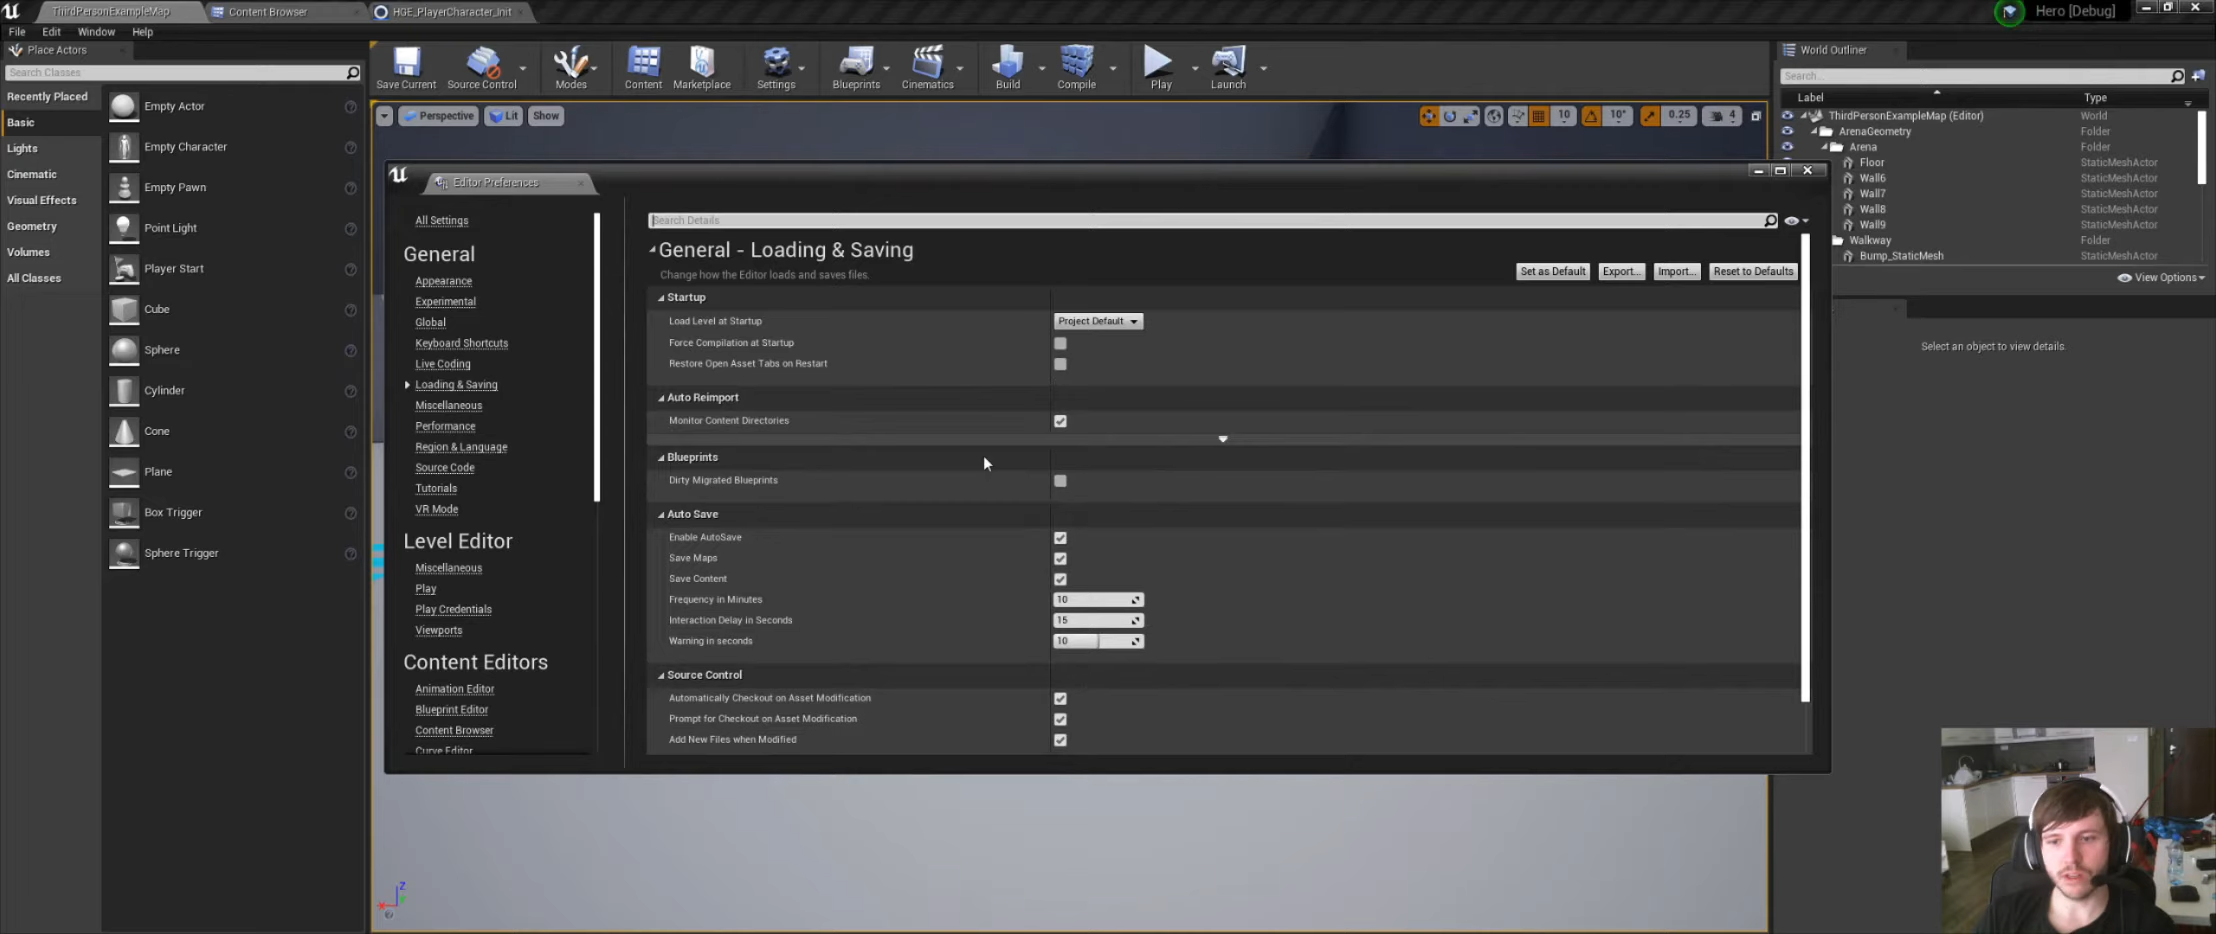 ThirdPersonExampleMap
Content Browser
HGE_PlayerCharacter_Init
Hero [Debug]
File Edit Window Help
Place Actors
Search Classes
Recently Placed
Basic
Lights
Cinematic
Visual Effects
Geometry
Volumes
All Classes
Empty Actor
Empty Character
Empty Pawn
Point Light
Player Start
Cube
Sphere
Cylinder
Cone
Plane
Box Trigger
Sphere Trigger
Save Current
Source Control
Modes
Content
Marketplace
Settings
Blueprints
Cinematics
Build
Compile
Play
Launch
Perspective
Lit
Show
10
10°
0.25
4
Editor Preferences
All Settings
General
Appearance
Experimental
Global
Keyboard Shortcuts
Live Coding
Loading & Saving
Miscellaneous
Performance
Region & Language
Source Code
Tutorials
VR Mode
Level Editor
Miscellaneous
Play
Play Credentials
Viewports
Content Editors
Animation Editor
Blueprint Editor
Content Browser
Curve Editor
Search Details
General - Loading & Saving
Change how the Editor loads and saves files.
Set as Default
Export...
Import...
Reset to Defaults
Startup
Load Level at Startup Project Default
Force Compilation at Startup
Restore Open Asset Tabs on Restart
Auto Reimport
Monitor Content Directories
Blueprints
Dirty Migrated Blueprints
Auto Save
Enable AutoSave
Save Maps
Save Content
Frequency in Minutes 10
Interaction Delay in Seconds 15
Warning in seconds 10
Source Control
Automatically Checkout on Asset Modification
Prompt for Checkout on Asset Modification
Add New Files when Modified
World Outliner
Search...
Label Type
ThirdPersonExampleMap (Editor) World
ArenaGeometry Folder
Arena Folder
Floor StaticMeshActor
Wall6 StaticMeshActor
Wall7 StaticMeshActor
Wall8 StaticMeshActor
Wall9 StaticMeshActor
Walkway Folder
Bump_StaticMesh StaticMeshActor
View Options
Select an object to view details.
Z